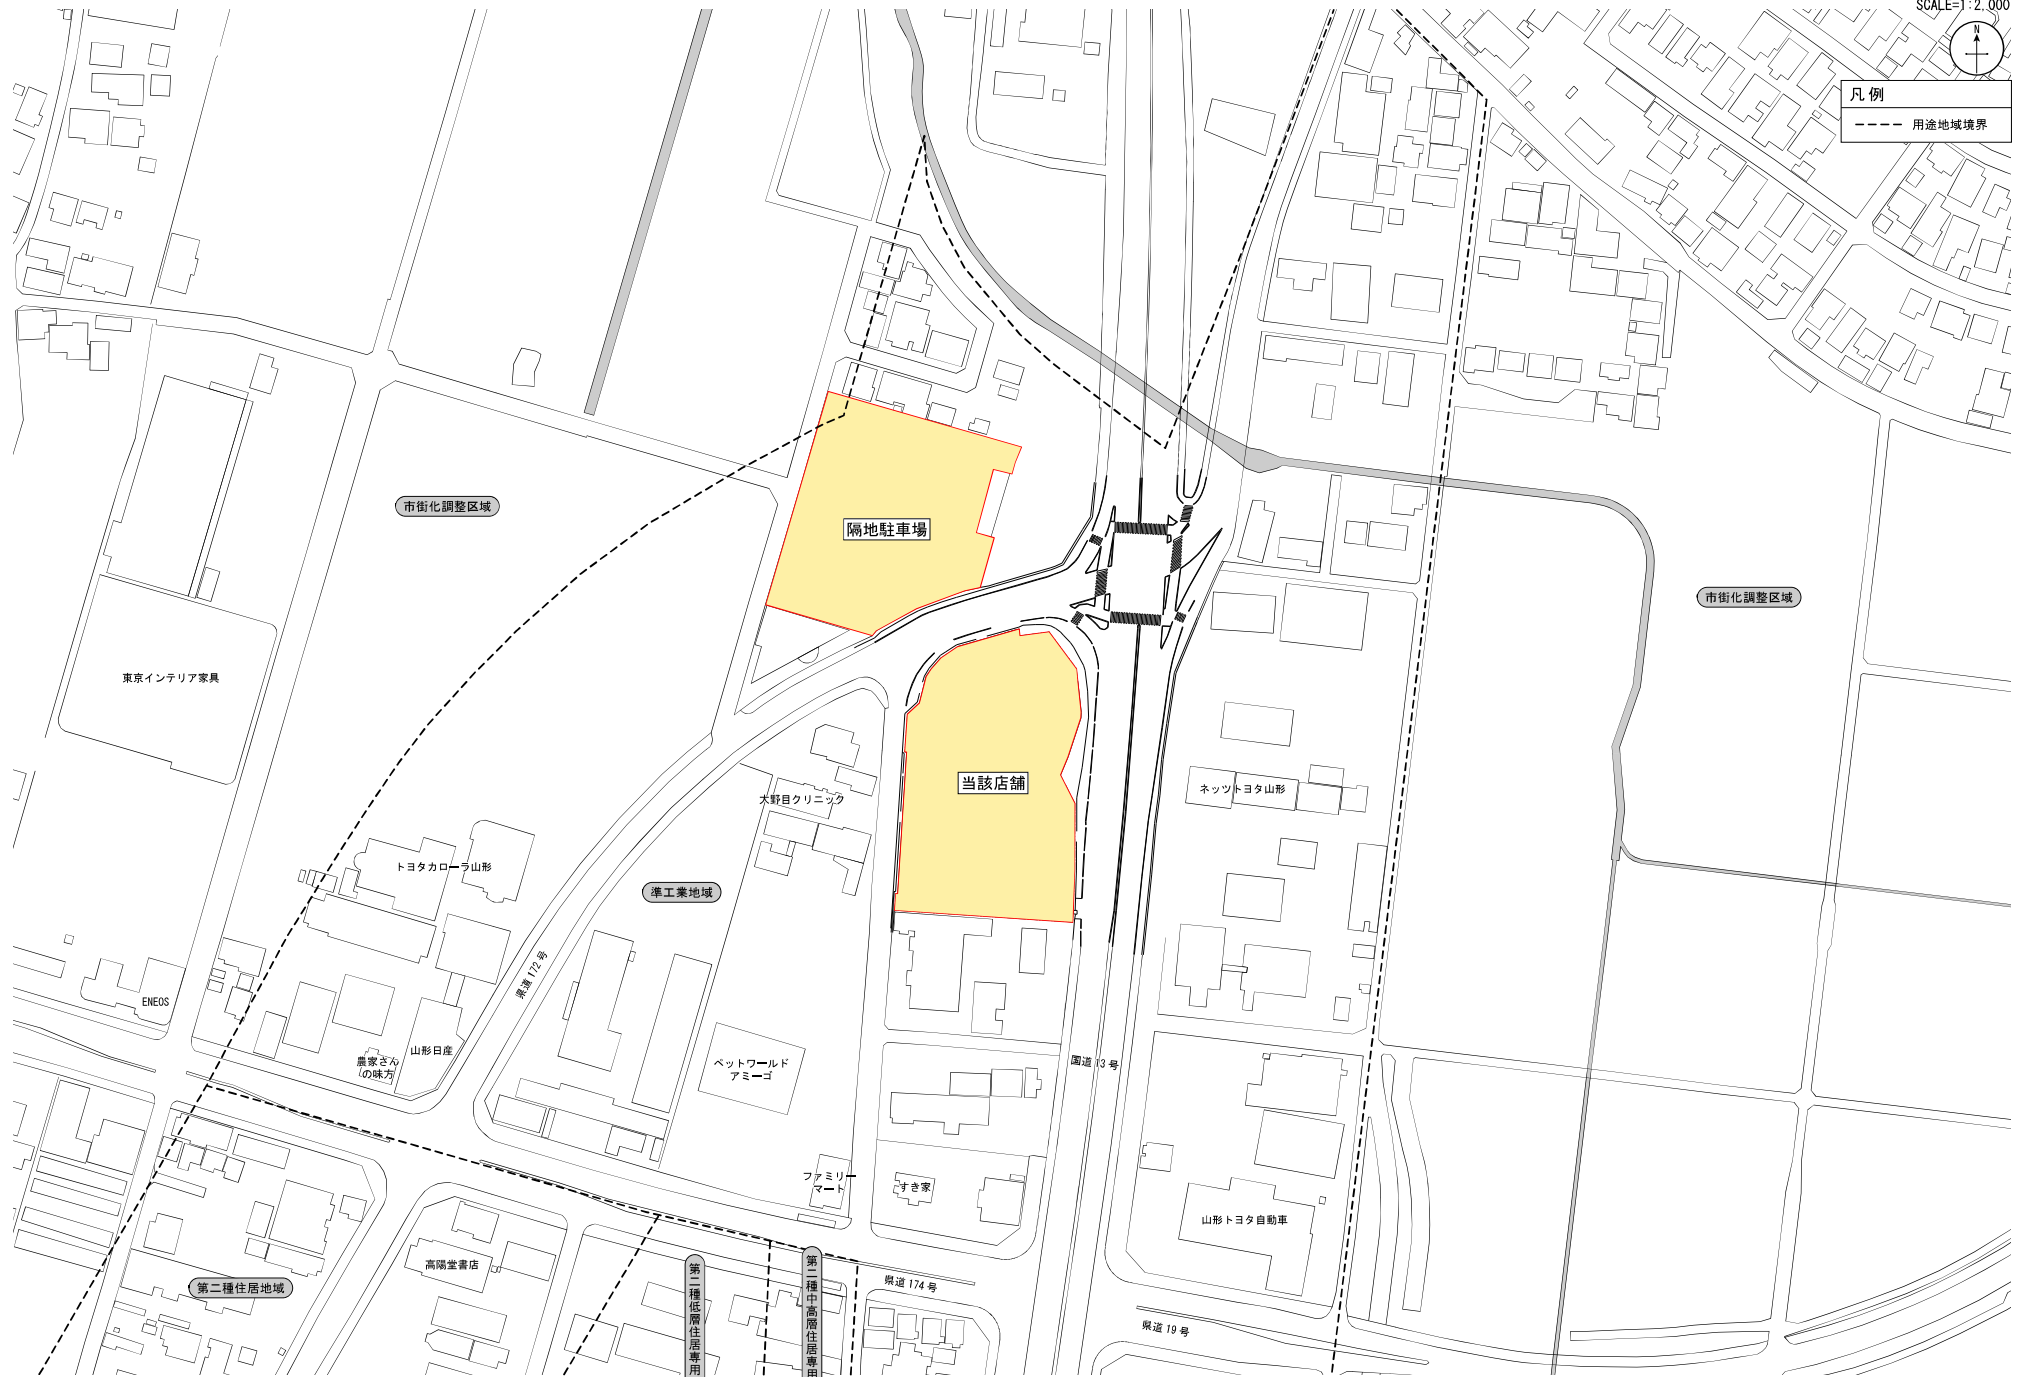 SCALE=1:2,000
N
凡例
用途地域境界
市街化調整区域
隔地駐車場
市街化調整区域
東京インテリア家具
当該店舗
ネッツトヨタ山形
大野目クリニック
トヨタカローラ山形
準工業地域
県道172号
ENEOS
山形日産
農家さん
の味方
ペットワールド
アミーゴ
国道13号
ファミリー
マート
すき家
山形トヨタ自動車
高陽堂書店
第二種住居地域
第二種低層住居専用
第二種中高層住居専用
県道174号
県道19号